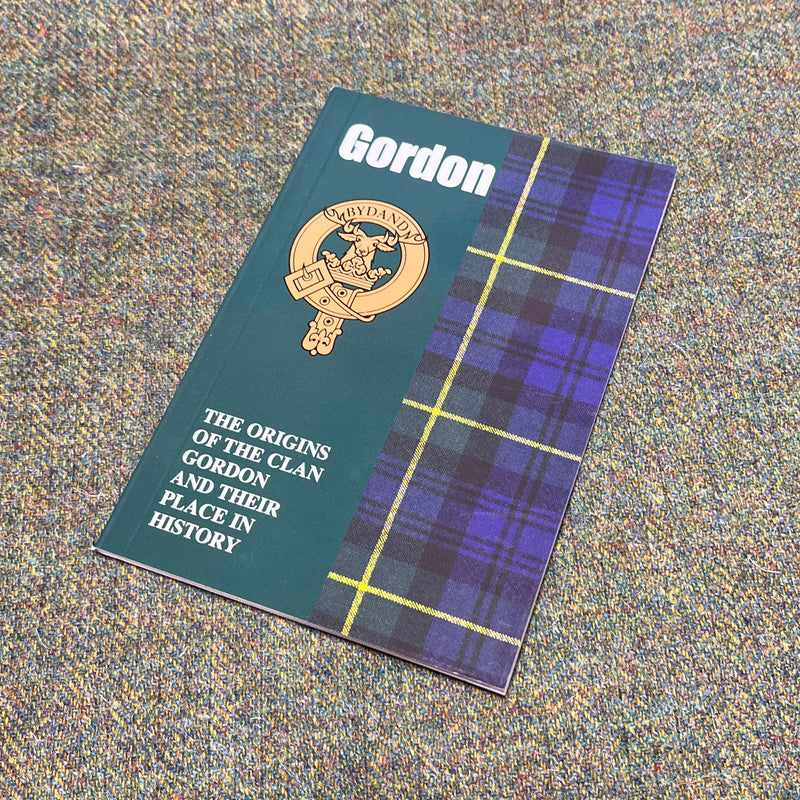 Gordon
BYDAND
THE ORIGINS
OF THE CLAN
GORDON
AND THEIR
PLACE IN
HISTORY